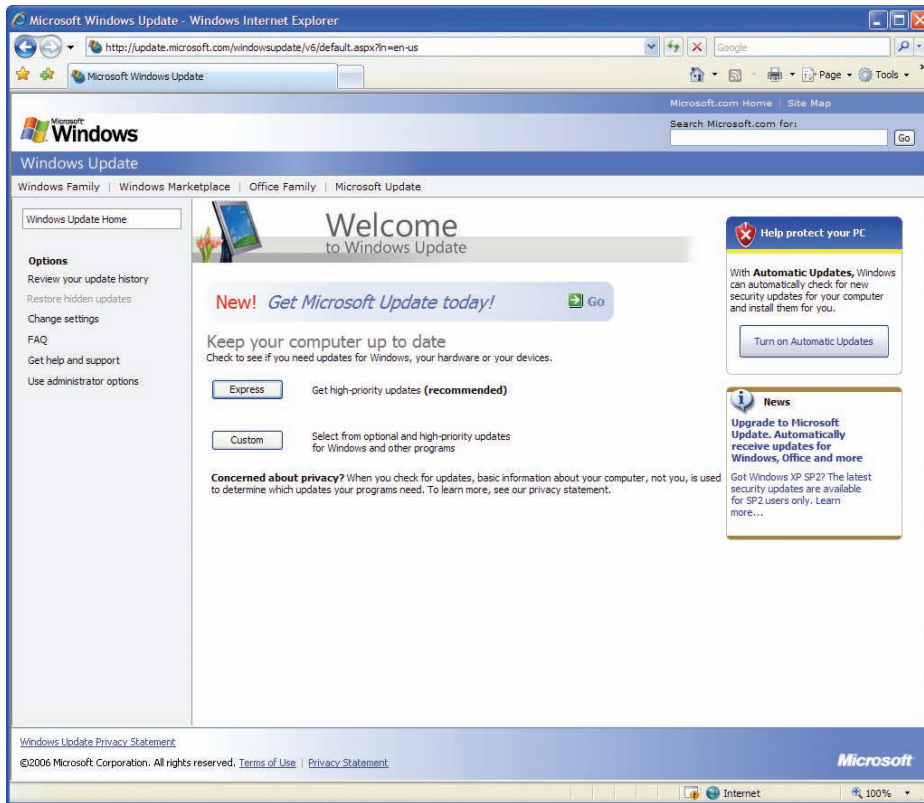 Microsoft Windows Update - Windows Internet Explorer
http://update.microsoft.com/windowsupdate/v6/default.aspx?ln=en-us
Google
Microsoft Windows Update
Page
Tools
Microsoft.com Home | Site Map
Microsoft
Windows
Search Microsoft.com for:
Go
Windows Update
Windows Family | Windows Marketplace | Office Family | Microsoft Update
Windows Update Home
Options
Review your update history
Restore hidden updates
Change settings
FAQ
Get help and support
Use administrator options
Welcome
to Windows Update
New! Get Microsoft Update today!
Go
Keep your computer up to date
Check to see if you need updates for Windows, your hardware or your devices.
Express
Get high-priority updates (recommended)
Custom
Select from optional and high-priority updates
for Windows and other programs
Concerned about privacy? When you check for updates, basic information about your computer, not you, is used
to determine which updates your programs need. To learn more, see our privacy statement.
Help protect your PC
With Automatic Updates, Windows
can automatically check for new
security updates for your computer
and install them for you.
Turn on Automatic Updates
News
Upgrade to Microsoft
Update. Automatically
receive updates for
Windows, Office and more
Got Windows XP SP2? The latest
security updates are available
for SP2 users only. Learn
more...
Windows Update Privacy Statement
©2006 Microsoft Corporation. All rights reserved. Terms of Use | Privacy Statement
Microsoft
Internet
100%